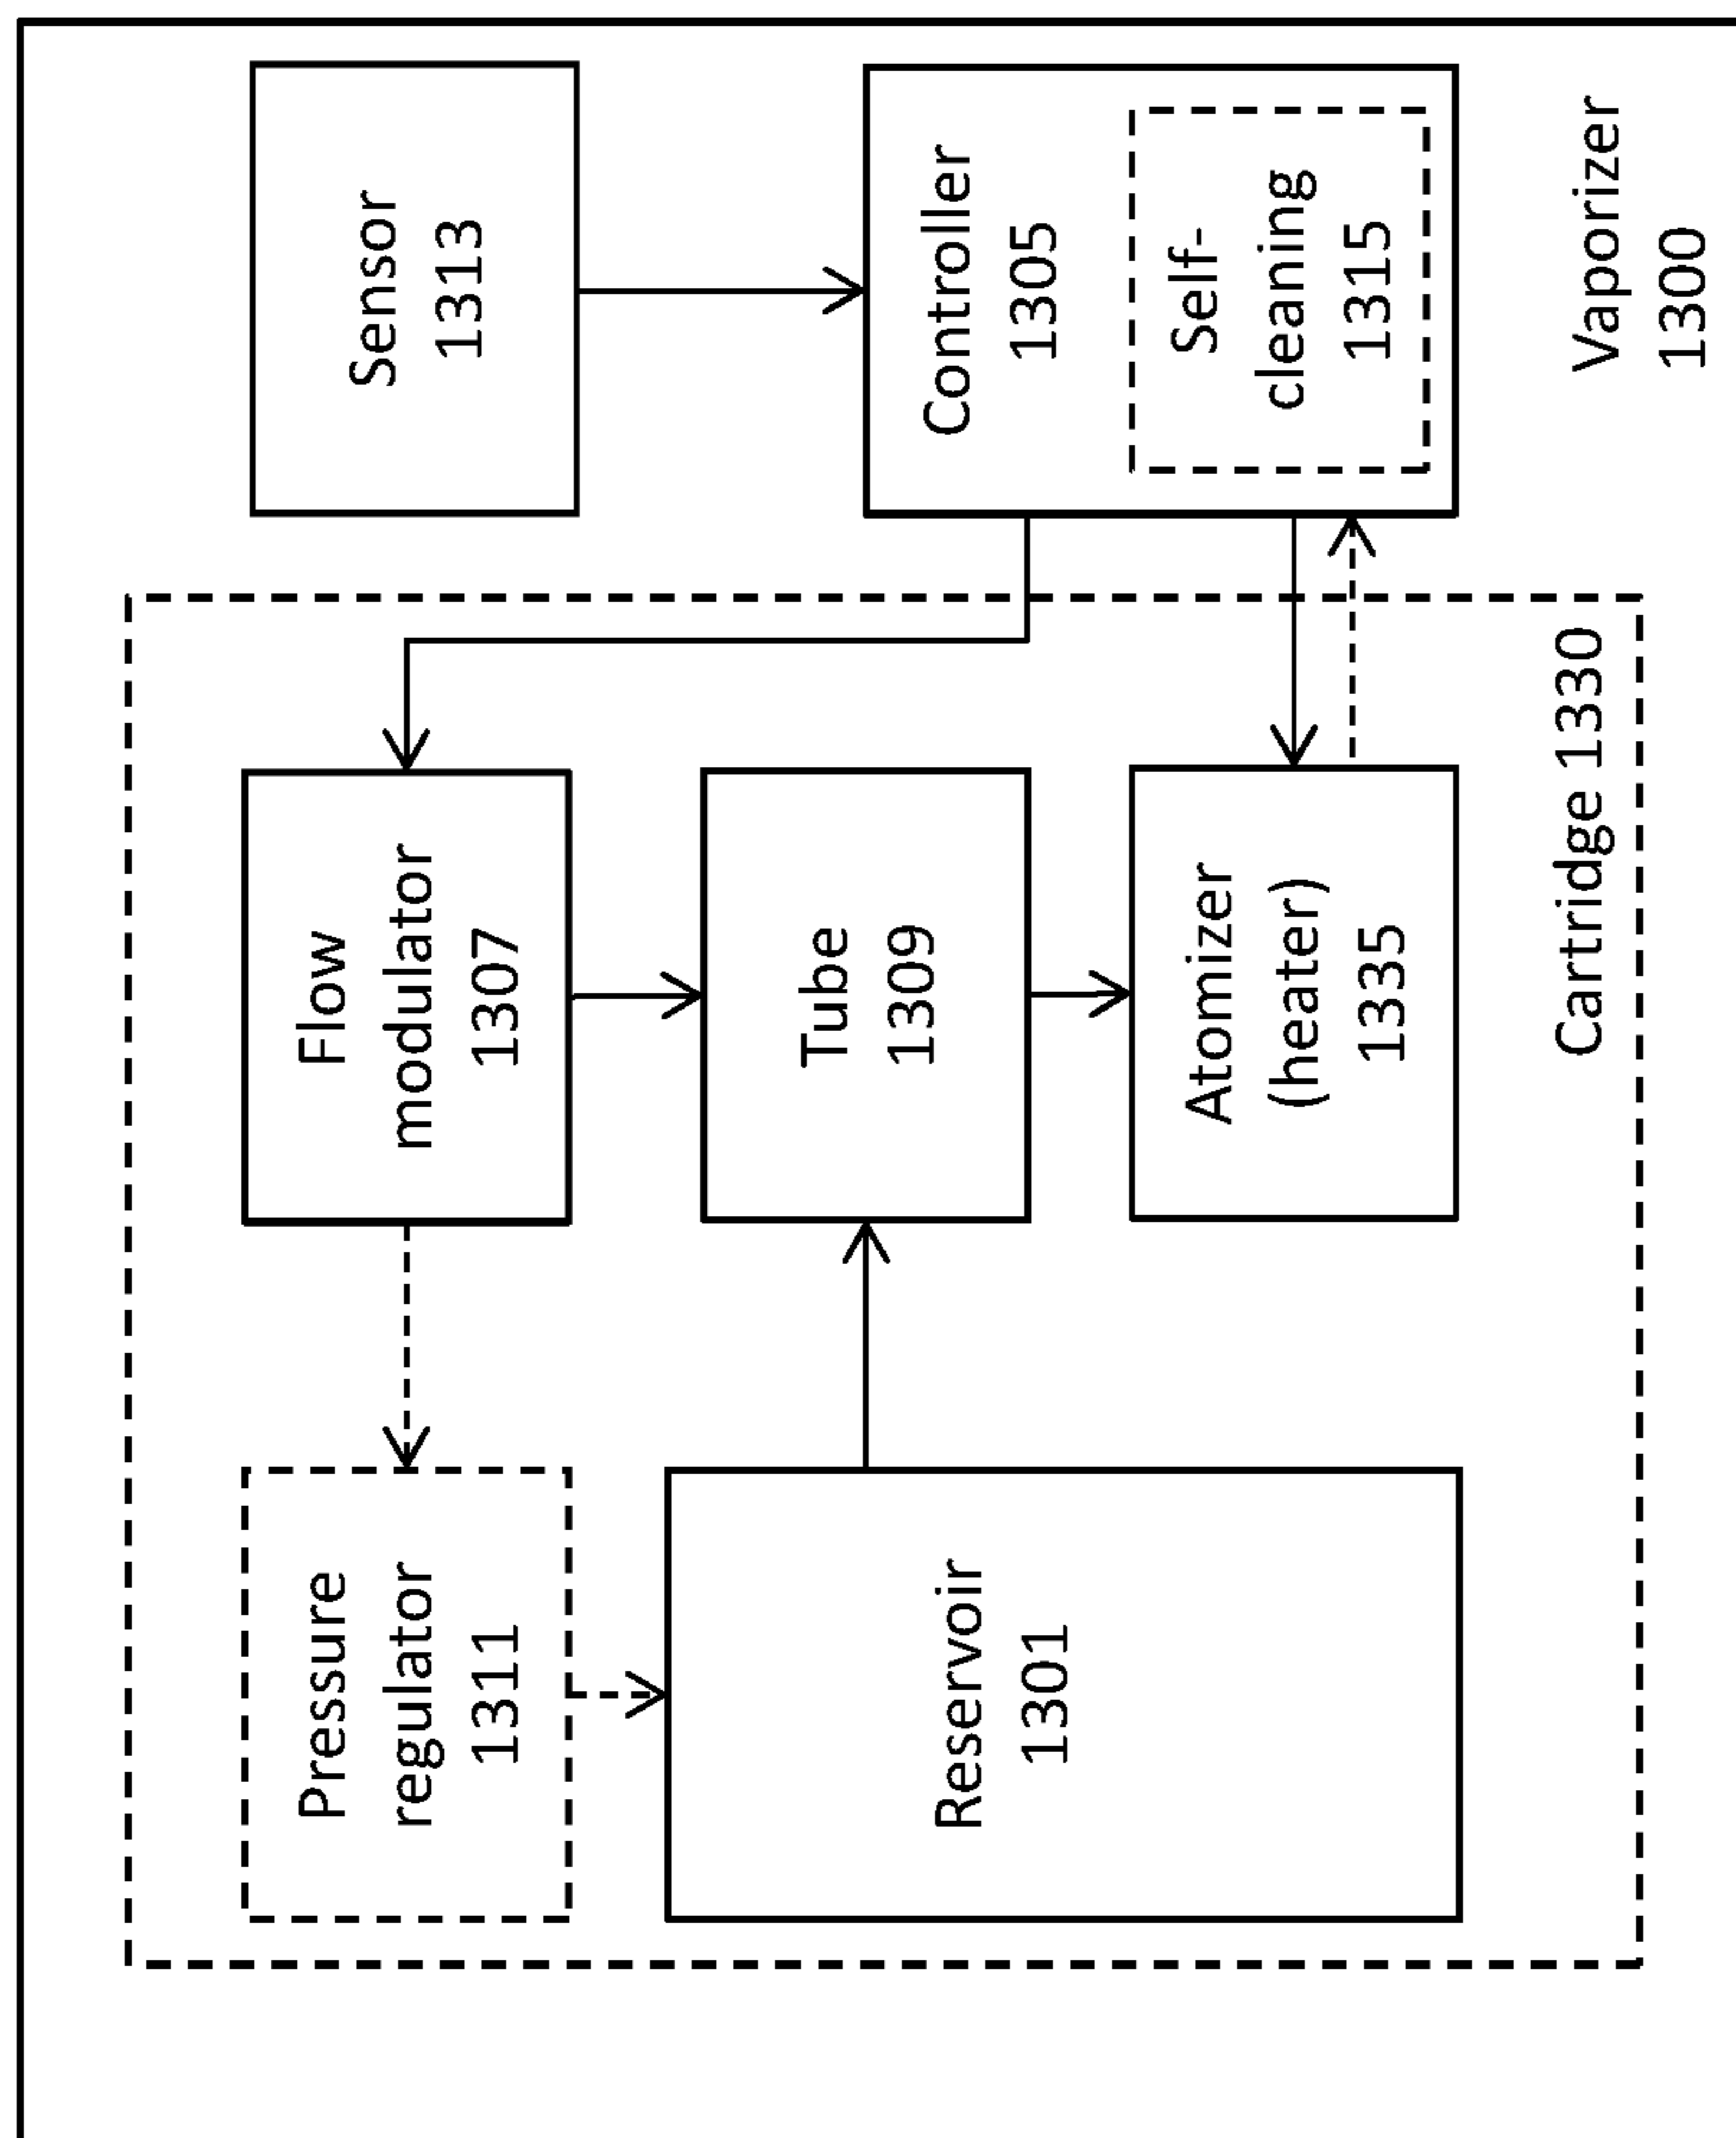 Pressure
regulator
1311
Flow
modulator
1307
Sensor
1313
Reservoir
1301
Tube
1309
Controller
1305
Self-
cleaning
1315
Atomizer
(heater)
1335
Cartridge 1330
Vaporizer
1300